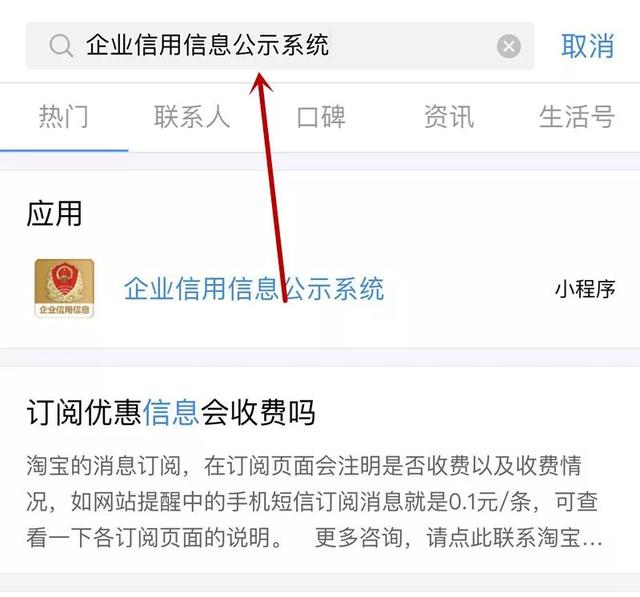 企业信用信息公示系统 取消
热门 联系人 口碑 资讯 生活号
应用
企业信用信息
企业信用信息公示系统 小程序
订阅优惠信息会收费吗
淘宝的消息订阅，在订阅页面会注明是否收费以及收费情
况，如网站提醒中的手机短信订阅消息就是0.1元/条，可查
看一下各订阅页面的说明。 更多咨询，请点此联系淘宝...